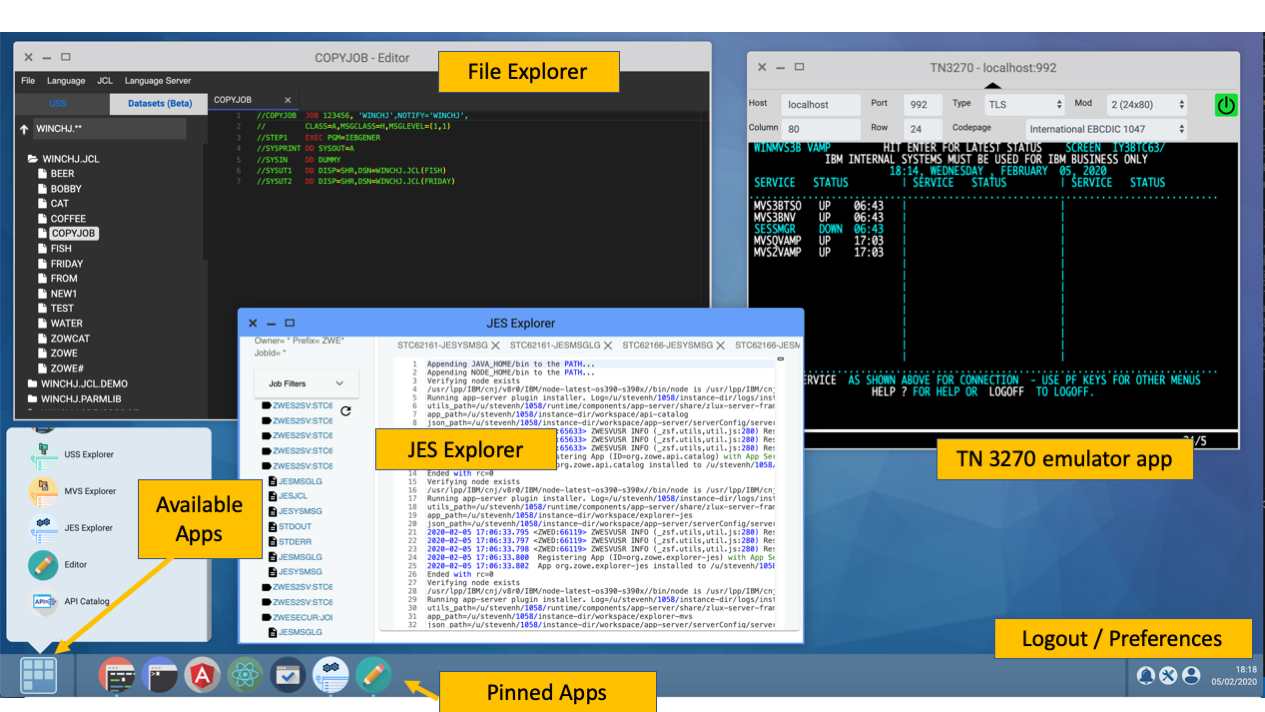 COPYJOB - Editor
File Explorer
File Language JCL Language Server
USS Datasets (Beta)
WINCHJ.**
WINCHJ.JCL
BEER
BOBBY
CAT
COFFEE
COPYJOB
FISH
FRIDAY
FROM
NEW1
TEST
WATER
ZOWCAT
ZOWE
ZOWE#
WINCHJ.JCL.DEMO
WINCHJ.PARMLIB
COPYJOB ×
1 //COPYJOB JOB 123456, 'WINCHJ',NOTIFY='WINCHJ',
2 // CLASS=A,MSGCLASS=H,MSGLEVEL=(1,1)
3 //STEP1 EXEC PGM=IEBGENER
4 //SYSPRINT DD SYSOUT=A
5 //SYSIN DD DUMMY
6 //SYSUT1 DD DISP=SHR,DSN=WINCHJ.JCL(FISH)
7 //SYSUT2 DD DISP=SHR,DSN=WINCHJ.JCL(FRIDAY)
TN3270 - localhost:992
Host localhost Port 992 Type TLS Mod 2 (24x80)
Column 80 Row 24 Codepage International EBCDIC 1047
WINMVS3B VAMP HIT ENTER FOR LATEST STATUS SCREEN IY3BTC63/
IBM INTERNAL SYSTEMS MUST BE USED FOR IBM BUSINESS ONLY
18:14, WEDNESDAY , FEBRUARY 05, 2020
SERVICE STATUS | SERVICE STATUS | SERVICE STATUS
MVS3BTSO UP 06:43
MVS3BNV UP 06:43
SESSMGR DOWN 06:43
MVSQVAMP UP 17:03
MVS2VAMP UP 17:03
RVICE AS SHOWN ABOVE FOR CONNECTION - USE PF KEYS FOR OTHER MENUS
HELP ? FOR HELP OR LOGOFF TO LOGOFF.
/5
TN 3270 emulator app
JES Explorer
Owner= * Prefix= ZWE*
JobId= *
Job Filters
ZWES2SV:STC6
ZWES2SV:STC6
ZWES2SV:STC6
ZWES2SV:STC6
ZWES2SV:STC6
JESMSGLG
JESJCL
JESYSMSG
STDOUT
STDERR
JESMSGLG
JESYSMSG
ZWES2SV:STC6
ZWES2SV:STC6
ZWESECUR:JOI
JESMSGLG
STC62161-JESYSMSG STC62161-JESMSGLG STC62166-JESYSMSG STC62166-JESM
1 Appending JAVA_HOME/bin to the PATH...
2 Appending NODE_HOME/bin to the PATH...
3 Verifying node exists
4 /usr/lpp/IBM/cnj/v8r0/IBM/node-latest-os390-s390x//bin/node is /usr/lpp/IBM/cnj
5 Running app-server plugin installer. Log=/u/stevenh/1058/instance-dir/logs/inst
6 utils_path=/u/stevenh/1058/runtime/components/app-server/share/zlux-server-fram
7 app_path=/u/stevenh/1058/instance-dir/workspace/api-catalog
8 json_path=/u/stevenh/1058/instance-dir/workspace/app-server/serverConfig/server
:65633> ZWESVUSR INFO (_zsf.utils,util.js:280) Res
:65633> ZWESVUSR INFO (_zsf.utils,util.js:280) Res
:65633> ZWESVUSR INFO (_zsf.utils,util.js:280) Res
stering App (ID=org.zowe.api.catalog) with App Ser
org.zowe.api.catalog installed to /u/stevenh/1058/
14 Ended with rc=0
15 Verifying node exists
16 /usr/lpp/IBM/cnj/v8r0/IBM/node-latest-os390-s390x//bin/node is /usr/lpp/IBM/cnj
17 Running app-server plugin installer. Log=/u/stevenh/1058/instance-dir/logs/inst
18 utils_path=/u/stevenh/1058/runtime/components/app-server/share/zlux-server-fram
19 app_path=/u/stevenh/1058/instance-dir/workspace/explorer-jes
20 json_path=/u/stevenh/1058/instance-dir/workspace/app-server/serverConfig/server
21 2020-02-05 17:06:33.795 <ZWED:66119> ZWESVUSR INFO (_zsf.utils,util.js:280) Res
22 2020-02-05 17:06:33.797 <ZWED:66119> ZWESVUSR INFO (_zsf.utils,util.js:280) Res
23 2020-02-05 17:06:33.798 <ZWED:66119> ZWESVUSR INFO (_zsf.utils,util.js:280) Res
24 2020-02-05 17:06:33.800 Registering App (ID=org.zowe.explorer-jes) with App Se
25 2020-02-05 17:06:33.802 App org.zowe.explorer-jes installed to /u/stevenh/1058
26 Ended with rc=0
27 Verifying node exists
28 /usr/lpp/IBM/cnj/v8r0/IBM/node-latest-os390-s390x//bin/node is /usr/lpp/IBM/cnj
29 Running app-server plugin installer. Log=/u/stevenh/1058/instance-dir/logs/inst
30 utils_path=/u/stevenh/1058/runtime/components/app-server/share/zlux-server-fram
31 app_path=/u/stevenh/1058/instance-dir/workspace/explorer-mvs
32 json_path=/u/stevenh/1058/instance-dir/workspace/app-server/serverConfig/server
JES Explorer
USS Explorer
MVS Explorer
JES Explorer
Editor
API API Catalog
Available
Apps
Logout / Preferences
Pinned Apps
18:18
05/02/2020